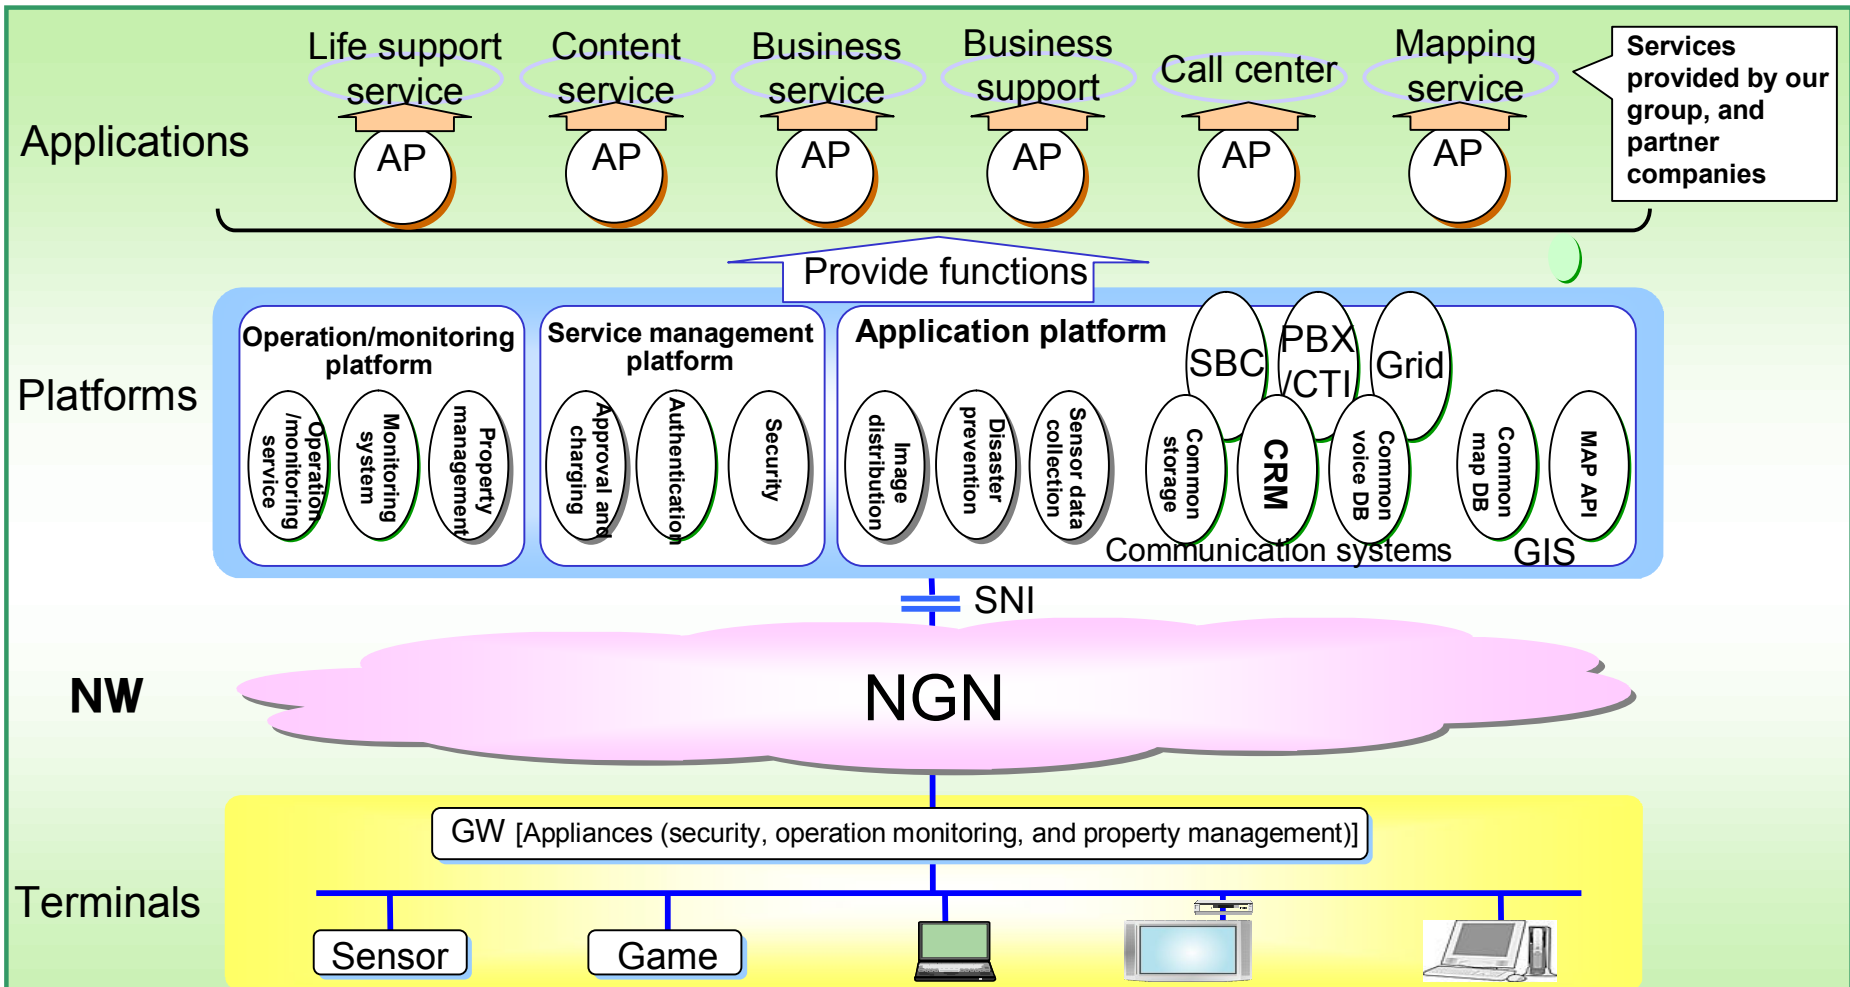 Life support
service
Content
service
Business
service
Business
support
Call center
Mapping
service
Services
provided by our
group, and
partner
companies
Applications
AP
AP
AP
AP
AP
AP
Provide functions
Platforms
Operation/monitoring
platform
Operation
/monitoring
service
Monitoring
system
Property
management
Service management
platform
Approval and
charging
Authentication
Security
Application platform
SBC
PBX
/CTI
Grid
Image
distribution
Disaster
prevention
Sensor data
collection
Common
storage
CRM
Common
voice DB
Communication systems
Common
map DB
MAP API
GIS
SNI
NW
NGN
GW [Appliances (security, operation monitoring, and property management)]
Terminals
Sensor
Game